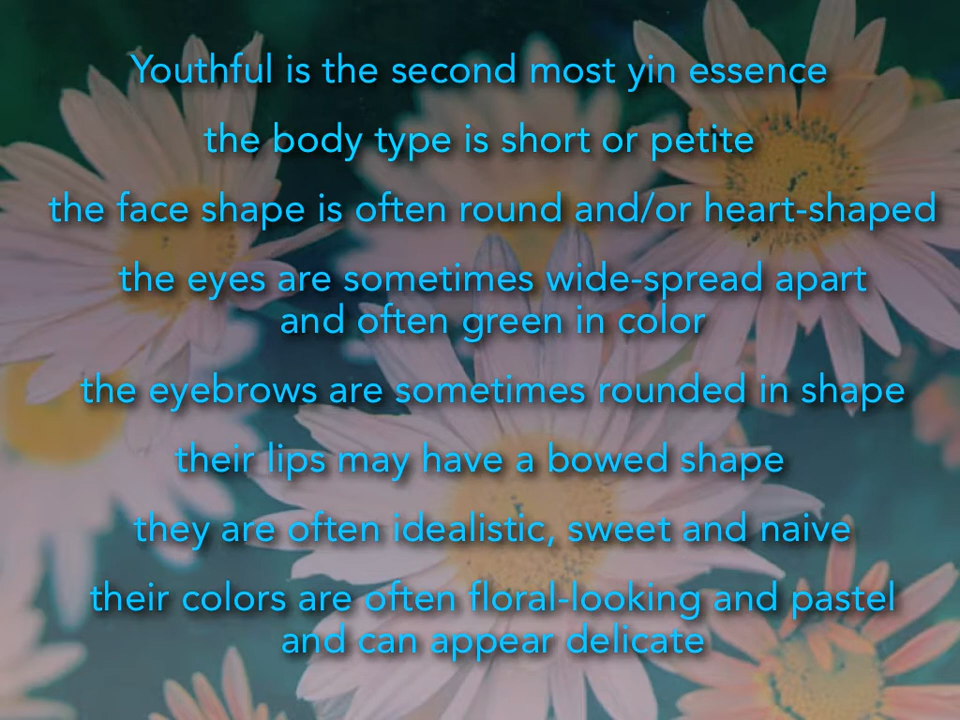 Youthful is the second most yin essence
the body type is short or petite
the face shape is often round and/or heart-shaped
the eyes are sometimes wide-spread apart
and often green in color
the eyebrows are sometimes rounded in shape
their lips may have a bowed shape
they are often idealistic, sweet and naive
their colors are often floral-looking and pastel
and can appear delicate